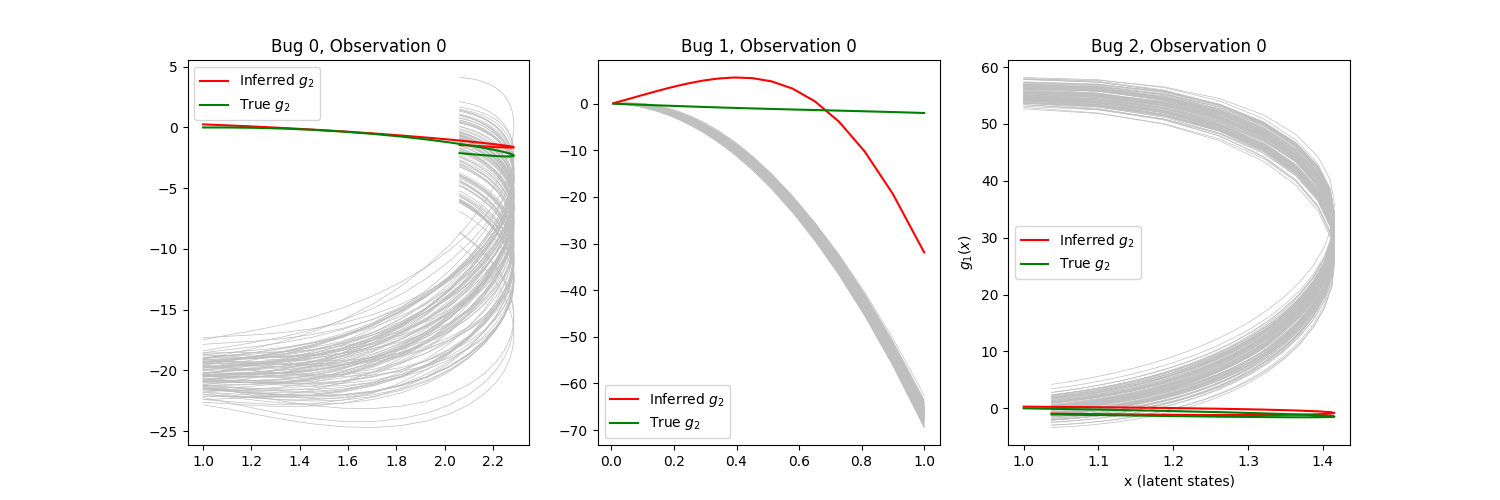 Bug 0, Observation 0
5
0
−5
−10
−15
−20
−25
1.0 1.2 1.4 1.6 1.8 2.0 2.2
Inferred g₂
True g₂
Bug 1, Observation 0
0
−10
−20
−30
−40
−50
−60
−70
0.0 0.2 0.4 0.6 0.8 1.0
Inferred g₂
True g₂
Bug 2, Observation 0
60
50
40
30
20
10
0
g₁(x)
1.0 1.1 1.2 1.3 1.4
x (latent states)
Inferred g₂
True g₂